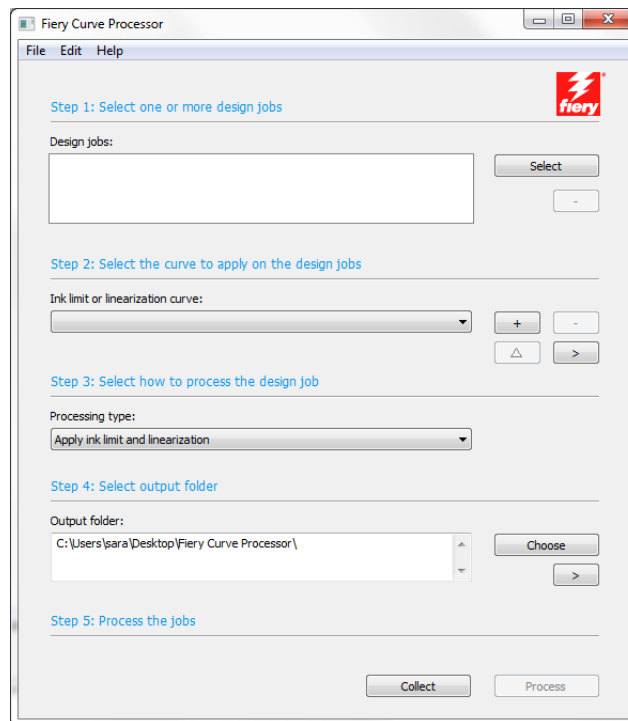 Fiery Curve Processor
File Edit Help
fiery
Step 1: Select one or more design jobs
Design jobs:
Select
-
Step 2: Select the curve to apply on the design jobs
Ink limit or linearization curve:
+ -
>
Step 3: Select how to process the design job
Processing type:
Apply ink limit and linearization
Step 4: Select output folder
Output folder:
C:\Users\sara\Desktop\Fiery Curve Processor\
Choose
>
Step 5: Process the jobs
Collect Process